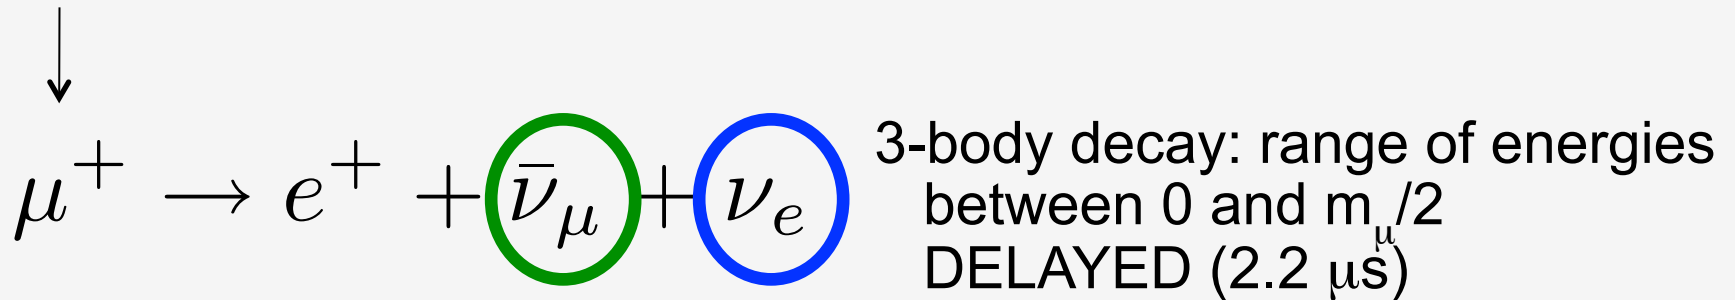 μ⁺ → e⁺ + ν̄_μ + ν_e
3-body decay: range of energies
between 0 and m_μ/2
DELAYED (2.2 μs)